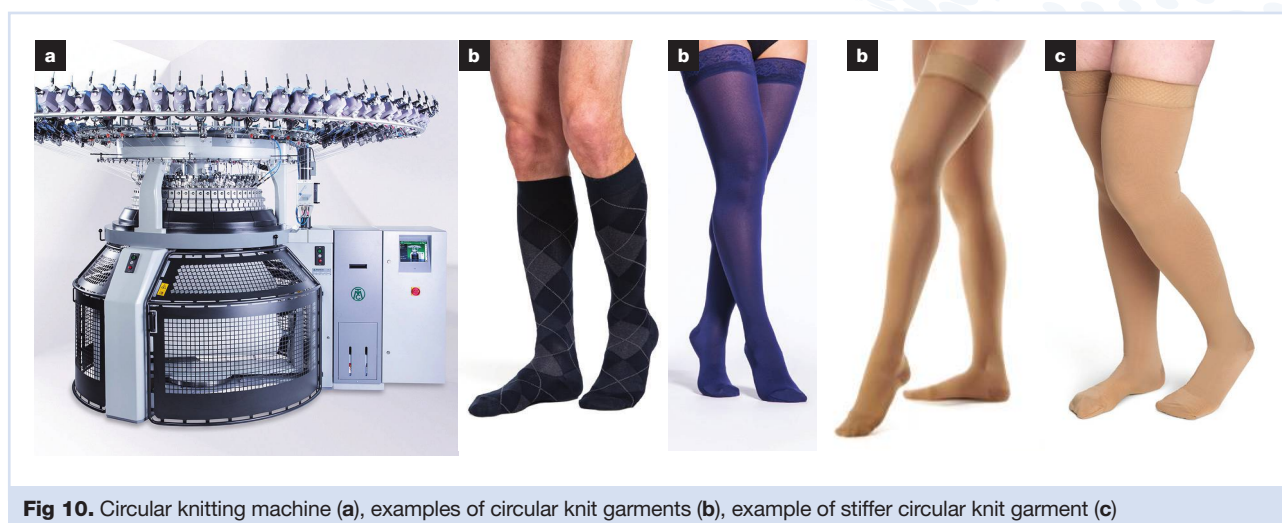 a
b
b
b
c
Fig 10. Circular knitting machine (a), examples of circular knit garments (b), example of stiffer circular knit garment (c)